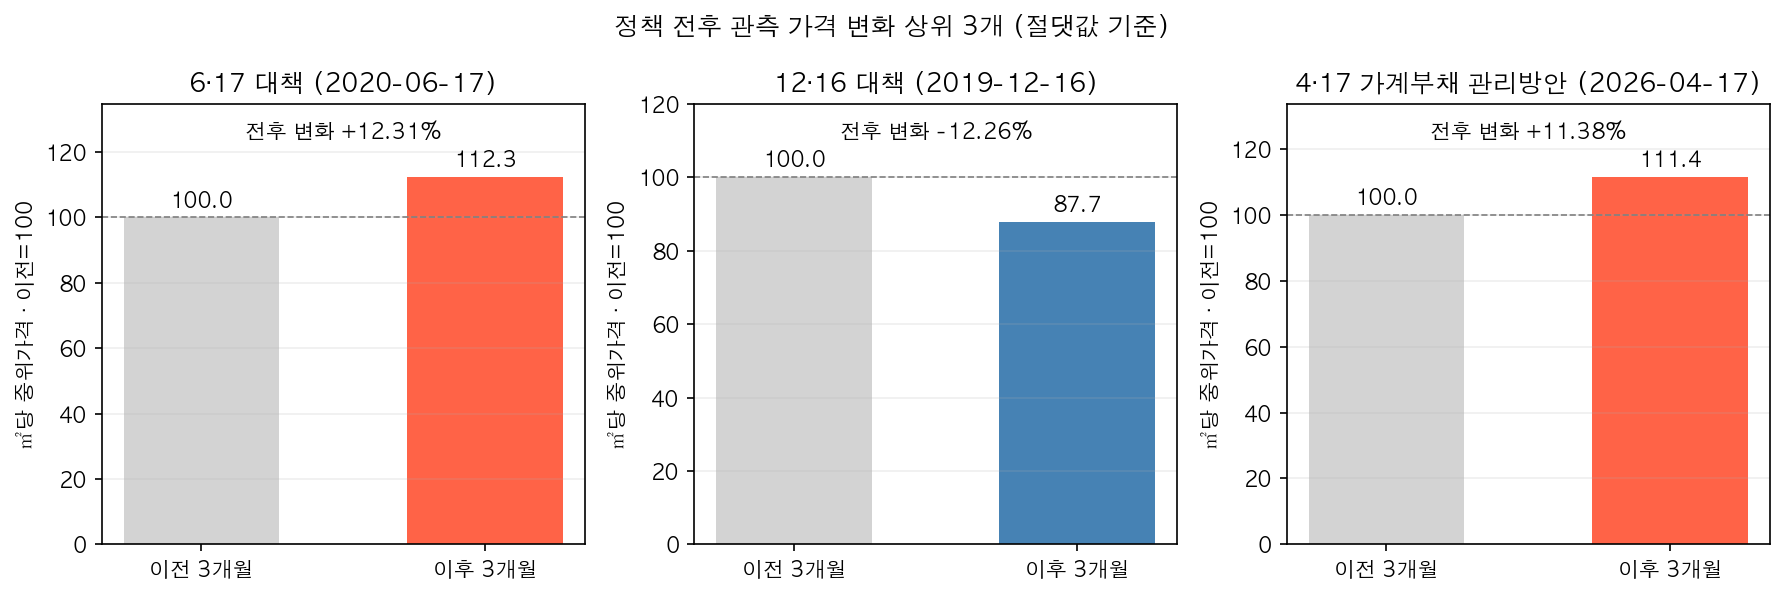 정책 전후 관측 가격 변화 상위 3개 (절댓값 기준)
6·17 대책 (2020-06-17)
전후 변화 +12.31%
㎡당 중위가격 · 이전=100
120
100
80
60
40
20
0
100.0
112.3
이전 3개월
이후 3개월
12·16 대책 (2019-12-16)
전후 변화 -12.26%
㎡당 중위가격 · 이전=100
120
100
80
60
40
20
0
100.0
87.7
이전 3개월
이후 3개월
4·17 가계부채 관리방안 (2026-04-17)
전후 변화 +11.38%
㎡당 중위가격 · 이전=100
120
100
80
60
40
20
0
100.0
111.4
이전 3개월
이후 3개월